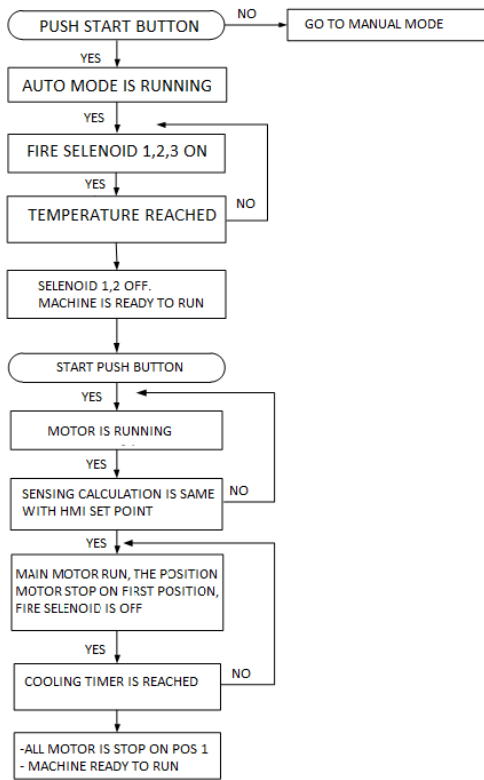 PUSH START BUTTON
NO
GO TO MANUAL MODE
YES
AUTO MODE IS RUNNING
YES
FIRE SELENOID 1,2,3 ON
YES
TEMPERATURE REACHED
NO
SELENOID 1,2 OFF.
MACHINE IS READY TO RUN
START PUSH BUTTON
YES
MOTOR IS RUNNING
YES
NO
SENSING CALCULATION IS SAME
WITH HMI SET POINT
YES
MAIN MOTOR RUN, THE POSITION
MOTOR STOP ON FIRST POSITION,
FIRE SELENOID IS OFF
YES
NO
COOLING TIMER IS REACHED
-ALL MOTOR IS STOP ON POS 1
- MACHINE READY TO RUN